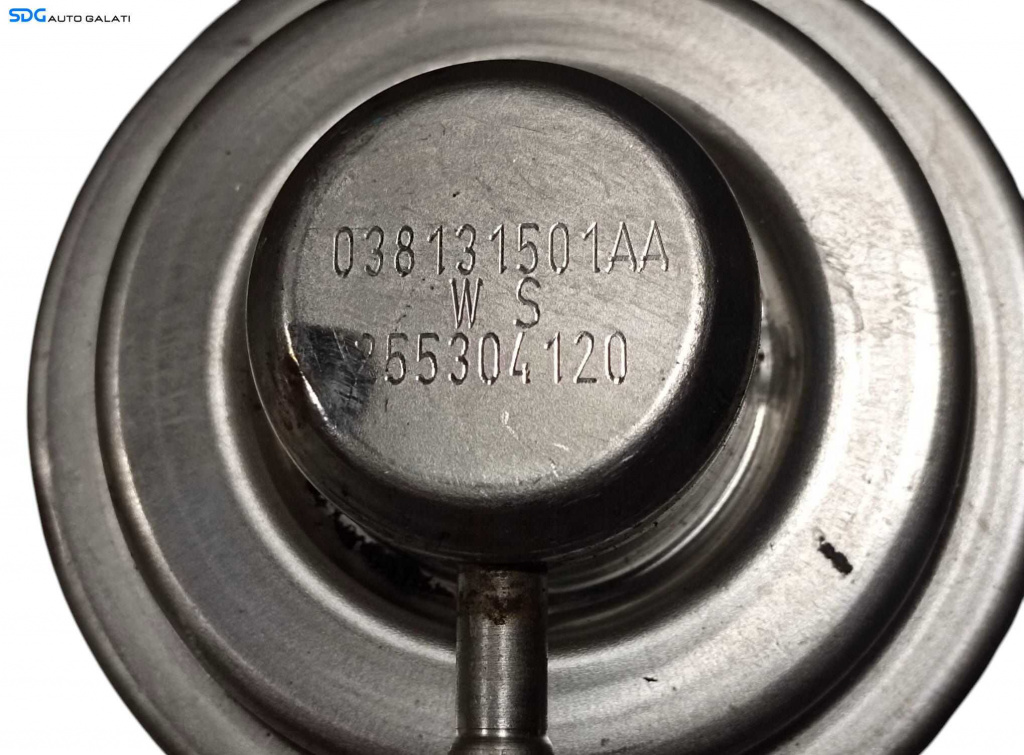 SDG AUTO GALATI
038131501AA
W S
255304120